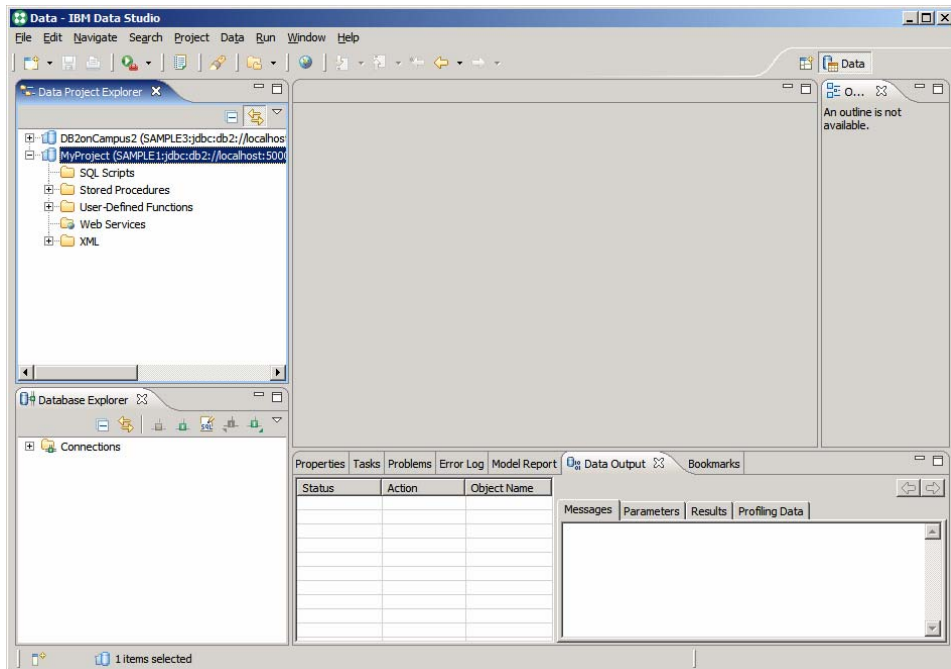 Data - IBM Data Studio
File Edit Navigate Search Project Data Run Window Help
Data
Data Project Explorer
DB2onCampus2 (SAMPLE3:jdbc:db2://localhos
MyProject (SAMPLE1:jdbc:db2://localhost:500
SQL Scripts
Stored Procedures
User-Defined Functions
Web Services
XML
O...
An outline is not
available.
Database Explorer
Connections
Properties Tasks Problems Error Log Model Report Data Output Bookmarks
Status Action Object Name
Messages Parameters Results Profiling Data
1 items selected